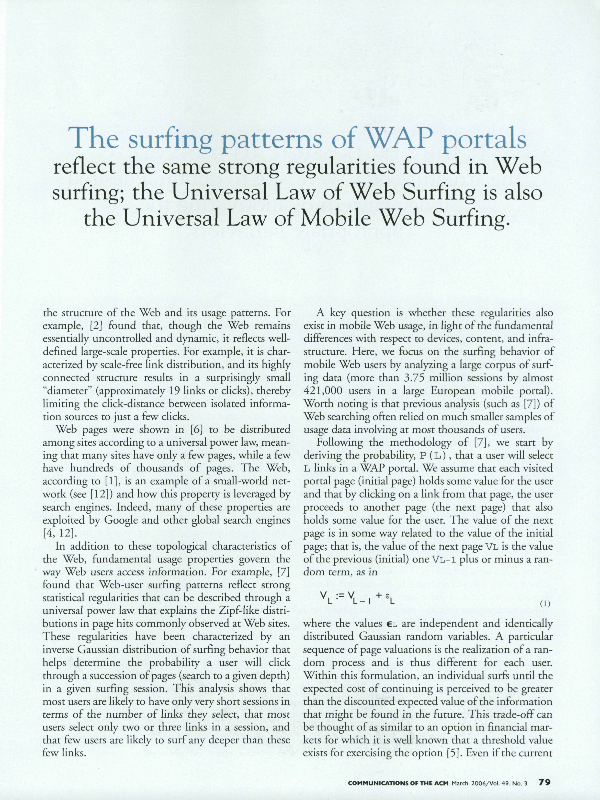 The surfing patterns of WAP portals
reflect the same strong regularities found in Web
surfing; the Universal Law of Web Surfing is also
the Universal Law of Mobile Web Surfing.
the structure of the Web and its usage patterns. For
example, [2] found that, though the Web remains
essentially uncontrolled and dynamic, it reflects well-
defined large-scale properties. For example, it is char-
acterized by scale-free link distribution, and its highly
connected structure results in a surprisingly small
"diameter" (approximately 19 links or clicks), thereby
limiting the click-distance between isolated informa-
tion sources to just a few clicks.
Web pages were shown in [6] to be distributed
among sites according to a universal power law, mean-
ing that many sites have only a few pages, while a few
have hundreds of thousands of pages. The Web,
according to [1], is an example of a small-world net-
work (see [12]) and how this property is leveraged by
search engines. Indeed, many of these properties are
exploited by Google and other global search engines
[4, 12].
In addition to these topological characteristics of
the Web, fundamental usage properties govern the
way Web users access information. For example, [7]
found that Web-user surfing patterns reflect strong
statistical regularities that can be described through a
universal power law that explains the Zipf-like distri-
butions in page hits commonly observed at Web sites.
These regularities have been characterized by an
inverse Gaussian distribution of surfing behavior that
helps determine the probability a user will click
through a succession of pages (search to a given depth)
in a given surfing session. This analysis shows that
most users are likely to have only very short sessions in
terms of the number of links they select, that most
users select only two or three links in a session, and
that few users are likely to surf any deeper than these
few links.
A key question is whether these regularities also
exist in mobile Web usage, in light of the fundamental
differences with respect to devices, content, and infra-
structure. Here, we focus on the surfing behavior of
mobile Web users by analyzing a large corpus of surf-
ing data (more than 3.75 million sessions by almost
421,000 users in a large European mobile portal).
Worth noting is that previous analysis (such as [7]) of
Web searching often relied on much smaller samples of
usage data involving at most thousands of users.
Following the methodology of [7], we start by
deriving the probability, P(L), that a user will select
L links in a WAP portal. We assume that each visited
portal page (initial page) holds some value for the user
and that by clicking on a link from that page, the user
proceeds to another page (the next page) that also
holds some value for the user. The value of the next
page is in some way related to the value of the initial
page; that is, the value of the next page VL is the value
of the previous (initial) one VL-1 plus or minus a ran-
dom term, as in
V_L := V_{L-1} + ε_L (1)
where the values ϵL are independent and identically
distributed Gaussian random variables. A particular
sequence of page valuations is the realization of a ran-
dom process and is thus different for each user.
Within this formulation, an individual surfs until the
expected cost of continuing is perceived to be greater
than the discounted expected value of the information
that might be found in the future. This trade-off can
be thought of as similar to an option in financial mar-
kets for which it is well known that a threshold value
exists for exercising the option [5]. Even if the current
COMMUNICATIONS OF THE ACM March 2006/Vol. 49, No. 3 79